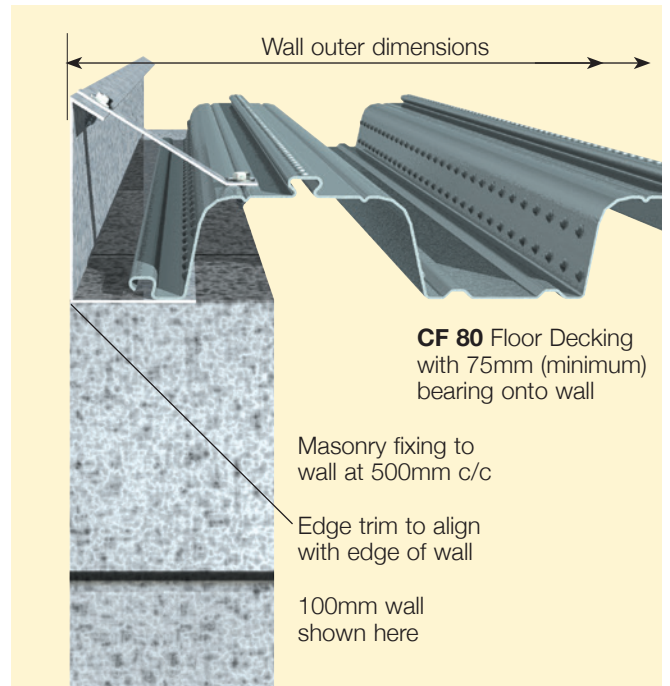 Wall outer dimensions
CF 80 Floor Decking
with 75mm (minimum)
bearing onto wall
Masonry fixing to
wall at 500mm c/c
Edge trim to align
with edge of wall
100mm wall
shown here